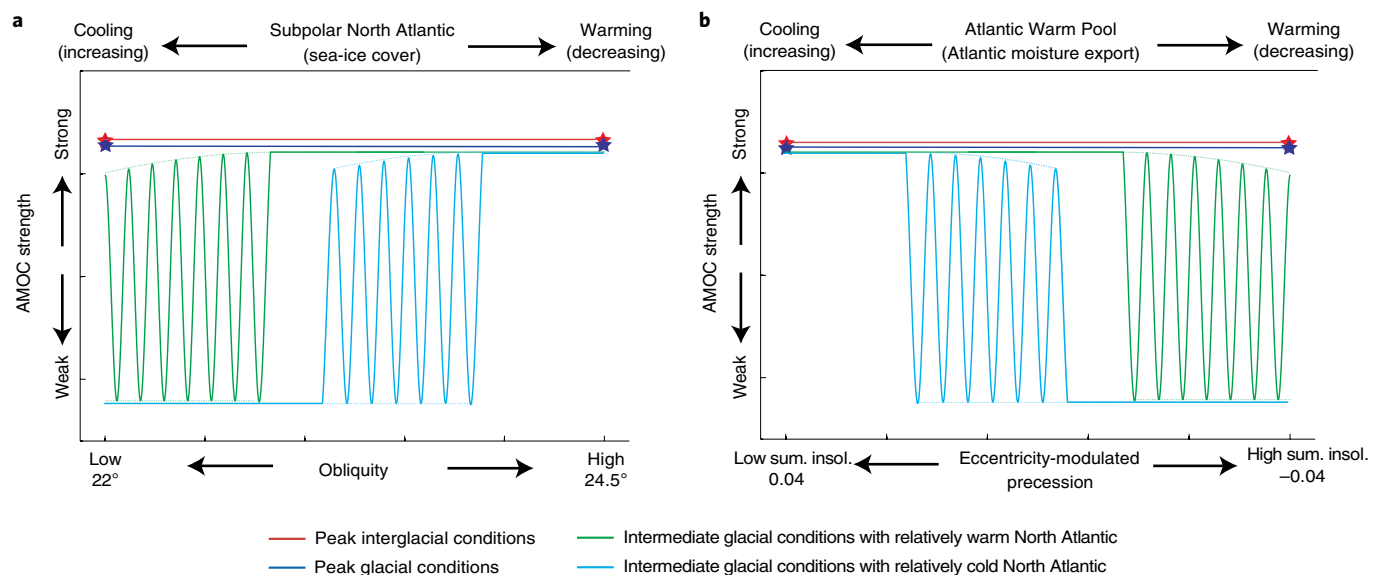 a
Cooling
(increasing)
Subpolar North Atlantic
(sea-ice cover)
Warming
(decreasing)
Strong
AMOC strength
Weak
Low
22°
Obliquity
High
24.5°
b
Cooling
(increasing)
Atlantic Warm Pool
(Atlantic moisture export)
Warming
(decreasing)
Strong
AMOC strength
Weak
Low sum. insol.
0.04
Eccentricity-modulated
precession
High sum. insol.
–0.04
Peak interglacial conditions
Peak glacial conditions
Intermediate glacial conditions with relatively warm North Atlantic
Intermediate glacial conditions with relatively cold North Atlantic